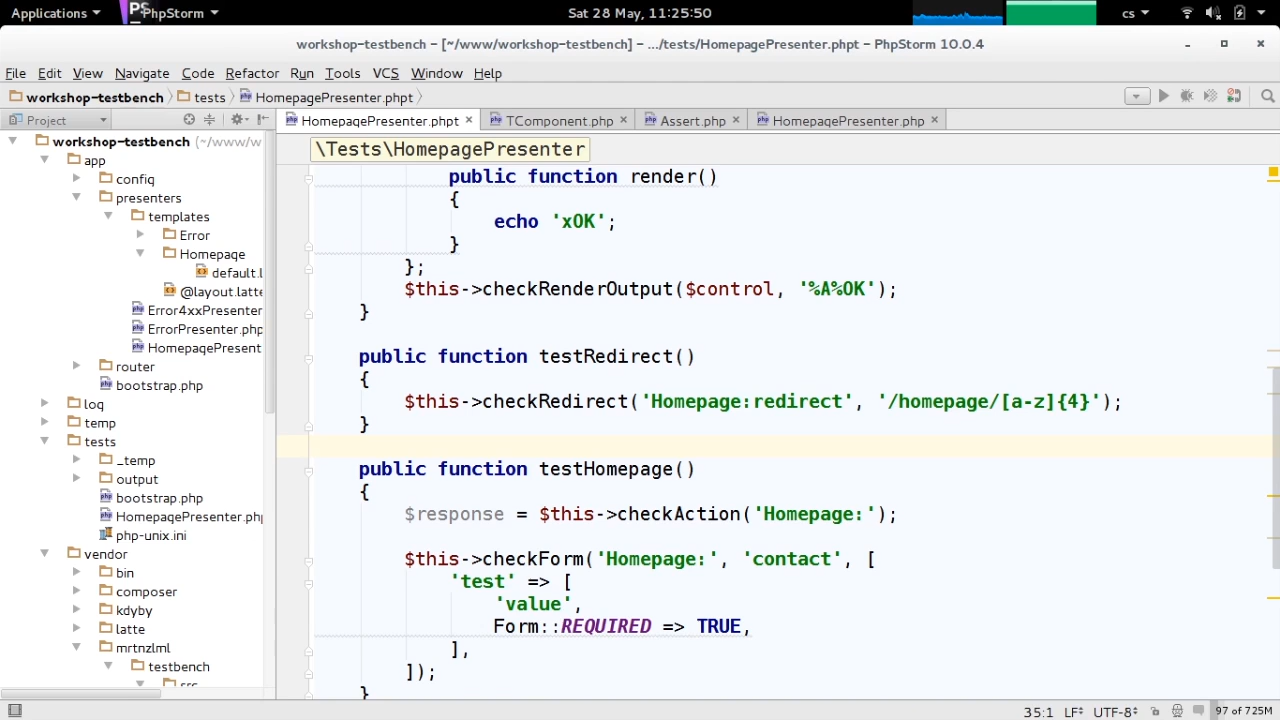 Applications PhpStorm Sat 28 May, 11:25:50 cs
workshop-testbench – [~/www/workshop-testbench] – .../tests/HomepagePresenter.phpt – PhpStorm 10.0.4
File Edit View Navigate Code Refactor Run Tools VCS Window Help
workshop-testbench tests HomepagePresenter.phpt
Project HomepagePresenter.phpt TComponent.php Assert.php HomepagePresenter.php
workshop-testbench (~/www/w
app
config
presenters
templates
Error
Homepage
default.l
@layout.latte
Error4xxPresenter
ErrorPresenter.php
HomepagePresent
router
bootstrap.php
log
temp
tests
_temp
output
bootstrap.php
HomepagePresenter.php
php-unix.ini
vendor
bin
composer
kdyby
latte
mrtnzlml
testbench
src
\Tests\HomepagePresenter
public function render()
{
echo 'xOK';
}
};
$this->checkRenderOutput($control, '%A%OK');
}
public function testRedirect()
{
$this->checkRedirect('Homepage:redirect', '/homepage/[a-z]{4}');
}
public function testHomepage()
{
$response = $this->checkAction('Homepage:');
$this->checkForm('Homepage:', 'contact', [
'test' => [
'value',
Form::REQUIRED => TRUE,
],
]);
}
35:1 LF UTF-8 97 of 725M